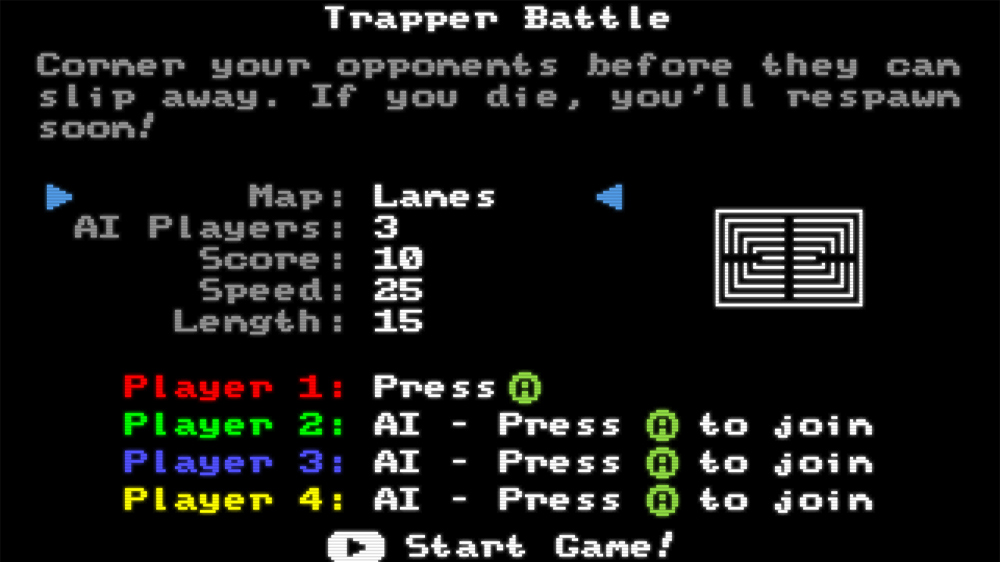 Trapper Battle
Corner your opponents before they can
slip away. If you die, you'll respawn
soon!
Map: Lanes
AI Players: 3
Score: 10
Speed: 25
Length: 15
Player 1: Press A
Player 2: AI - Press A to join
Player 3: AI - Press A to join
Player 4: AI - Press A to join
Start Game!